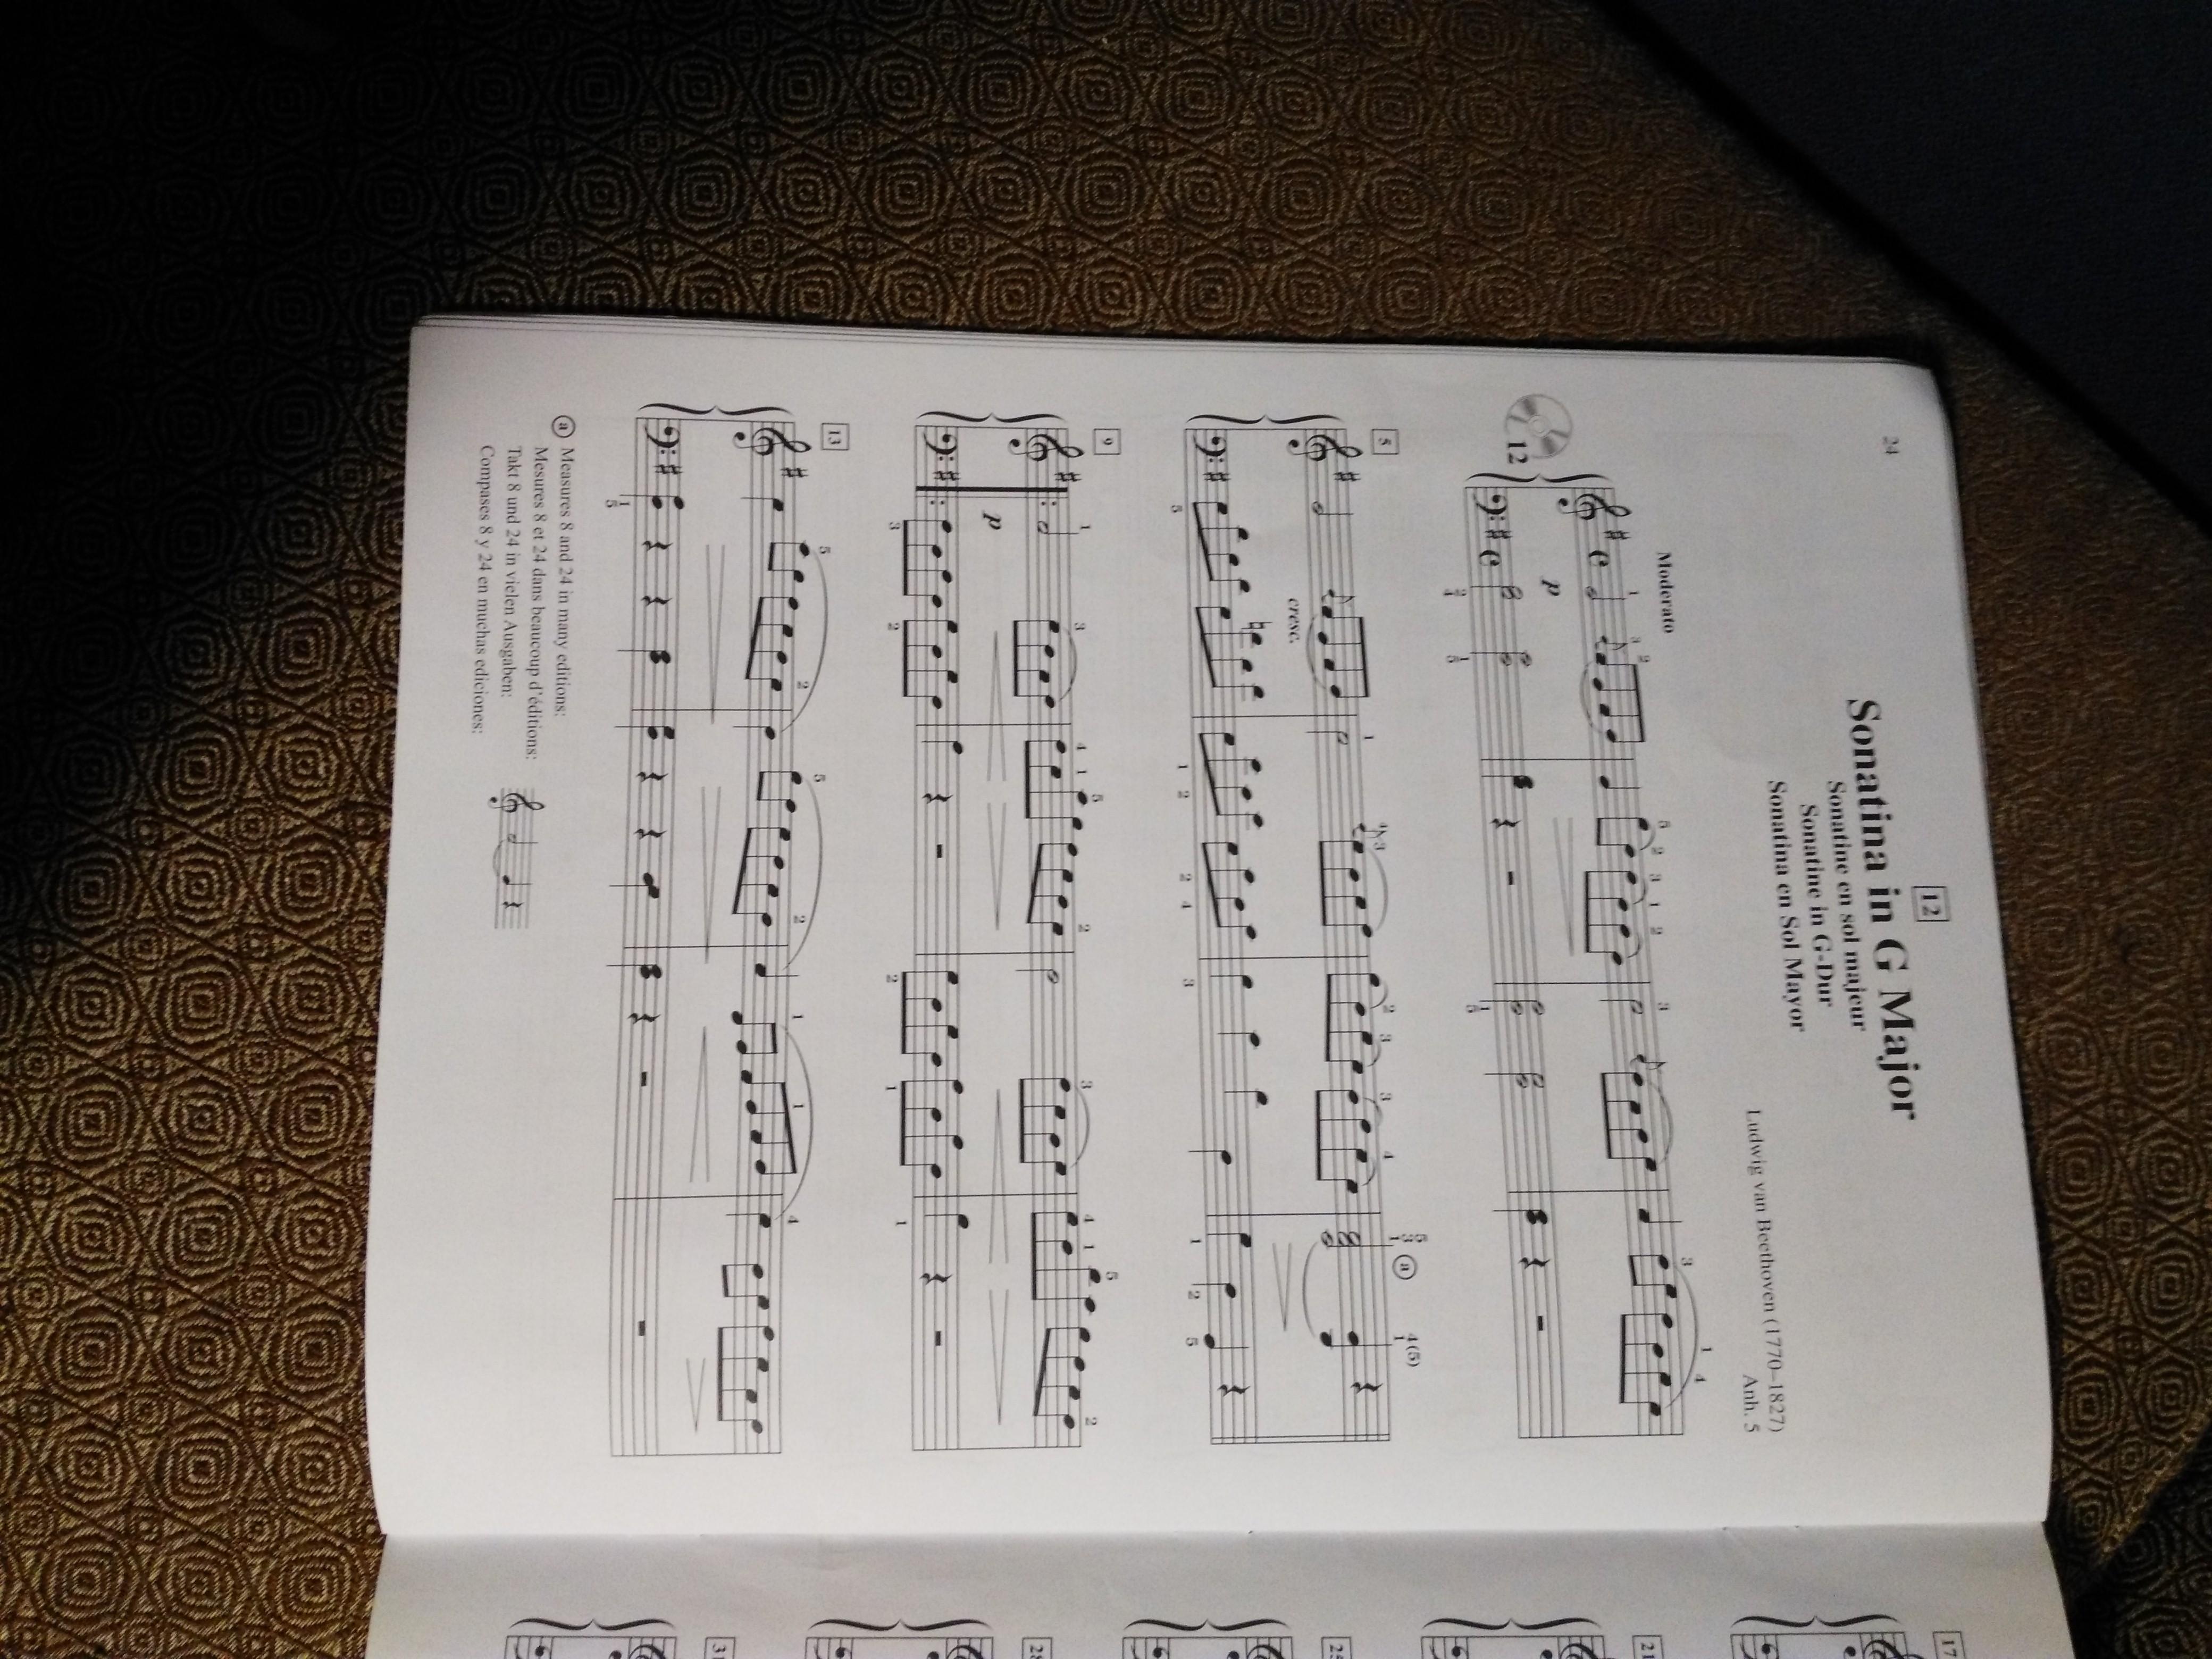 24
12
Sonatina in G Major
Sonatine en sol majeur
Sonatine in G-Dur
Sonatina en Sol Mayor
Ludwig van Beethoven (1770–1827)
Anh. 5
Moderato
12
p
5
cresc.
a
4(5)
9
p
13
a Measures 8 and 24 in many editions:
Mesures 8 et 24 dans beaucoup d'éditions:
Takt 8 und 24 in vielen Ausgaben:
Compases 8 y 24 en muchas ediciones:
17
21